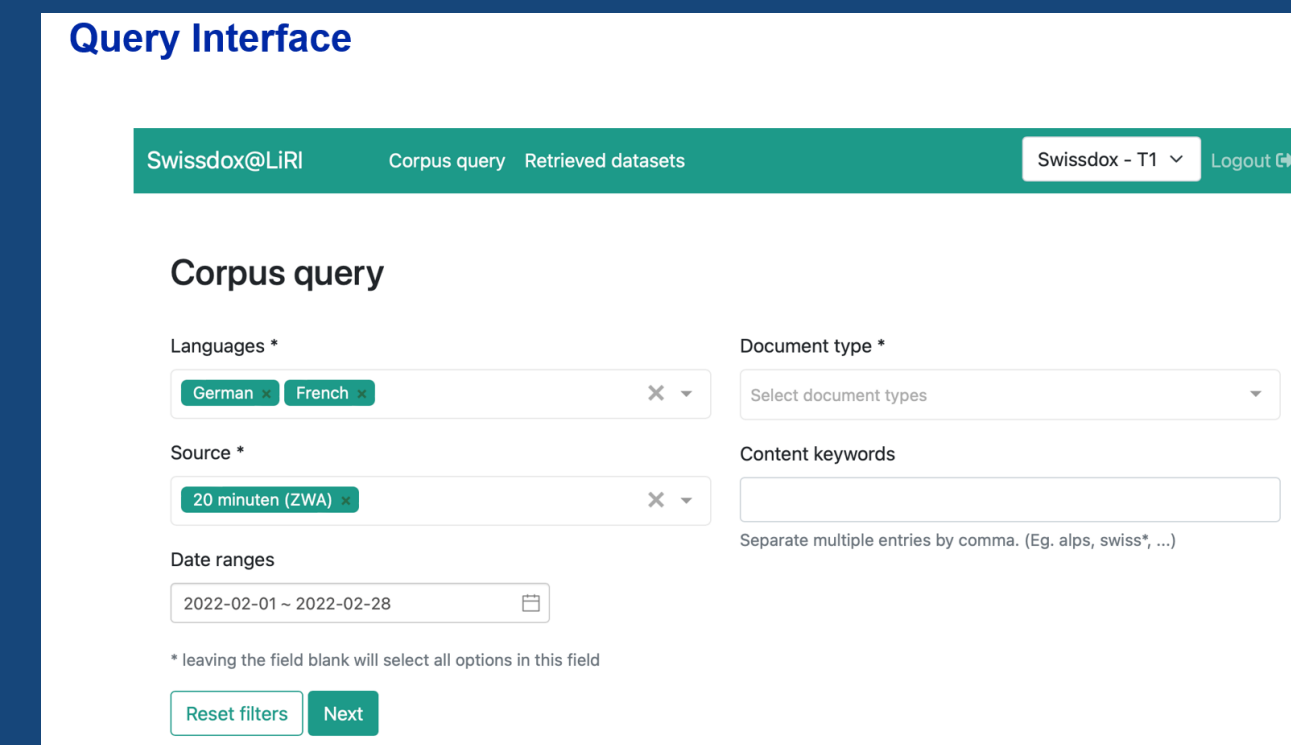 Query Interface
Swissdox@LiRI Corpus query Retrieved datasets Swissdox - T1 Logout
Corpus query
Languages *
German × French ×
Source *
20 minuten (ZWA) ×
Date ranges
2022-02-01 ~ 2022-02-28
* leaving the field blank will select all options in this field
Reset filters Next
Document type *
Select document types
Content keywords
Separate multiple entries by comma. (Eg. alps, swiss*, ...)